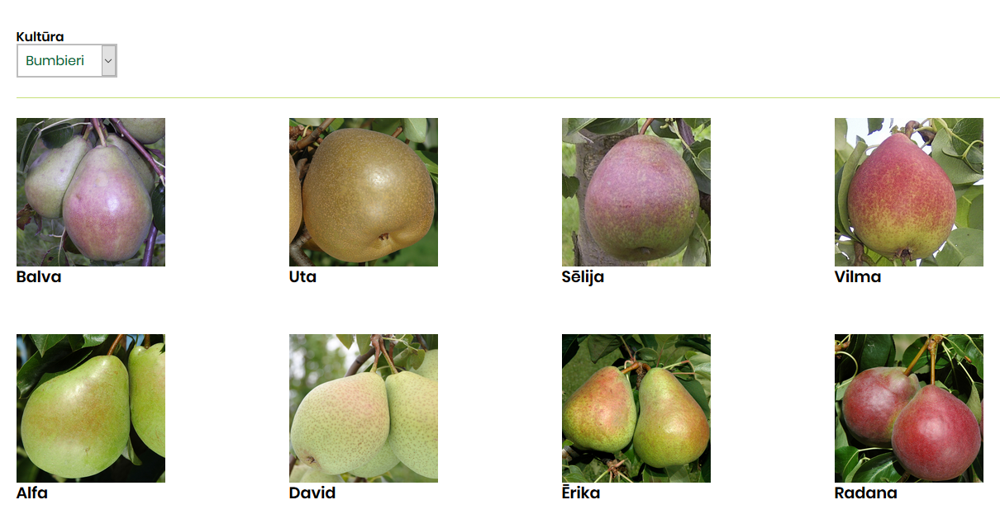 Kultūra
Bumbieri
Balva
Uta
Sēlija
Vilma
Alfa
David
Ērika
Radana